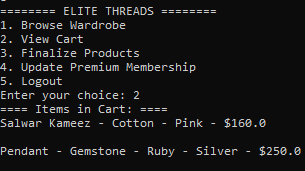 ======== ELITE THREADS ========
1. Browse Wardrobe
2. View Cart
3. Finalize Products
4. Update Premium Membership
5. Logout
Enter your choice: 2
==== Items in Cart: ====
Salwar Kameez - Cotton - Pink - $160.0
Pendant - Gemstone - Ruby - Silver - $250.0